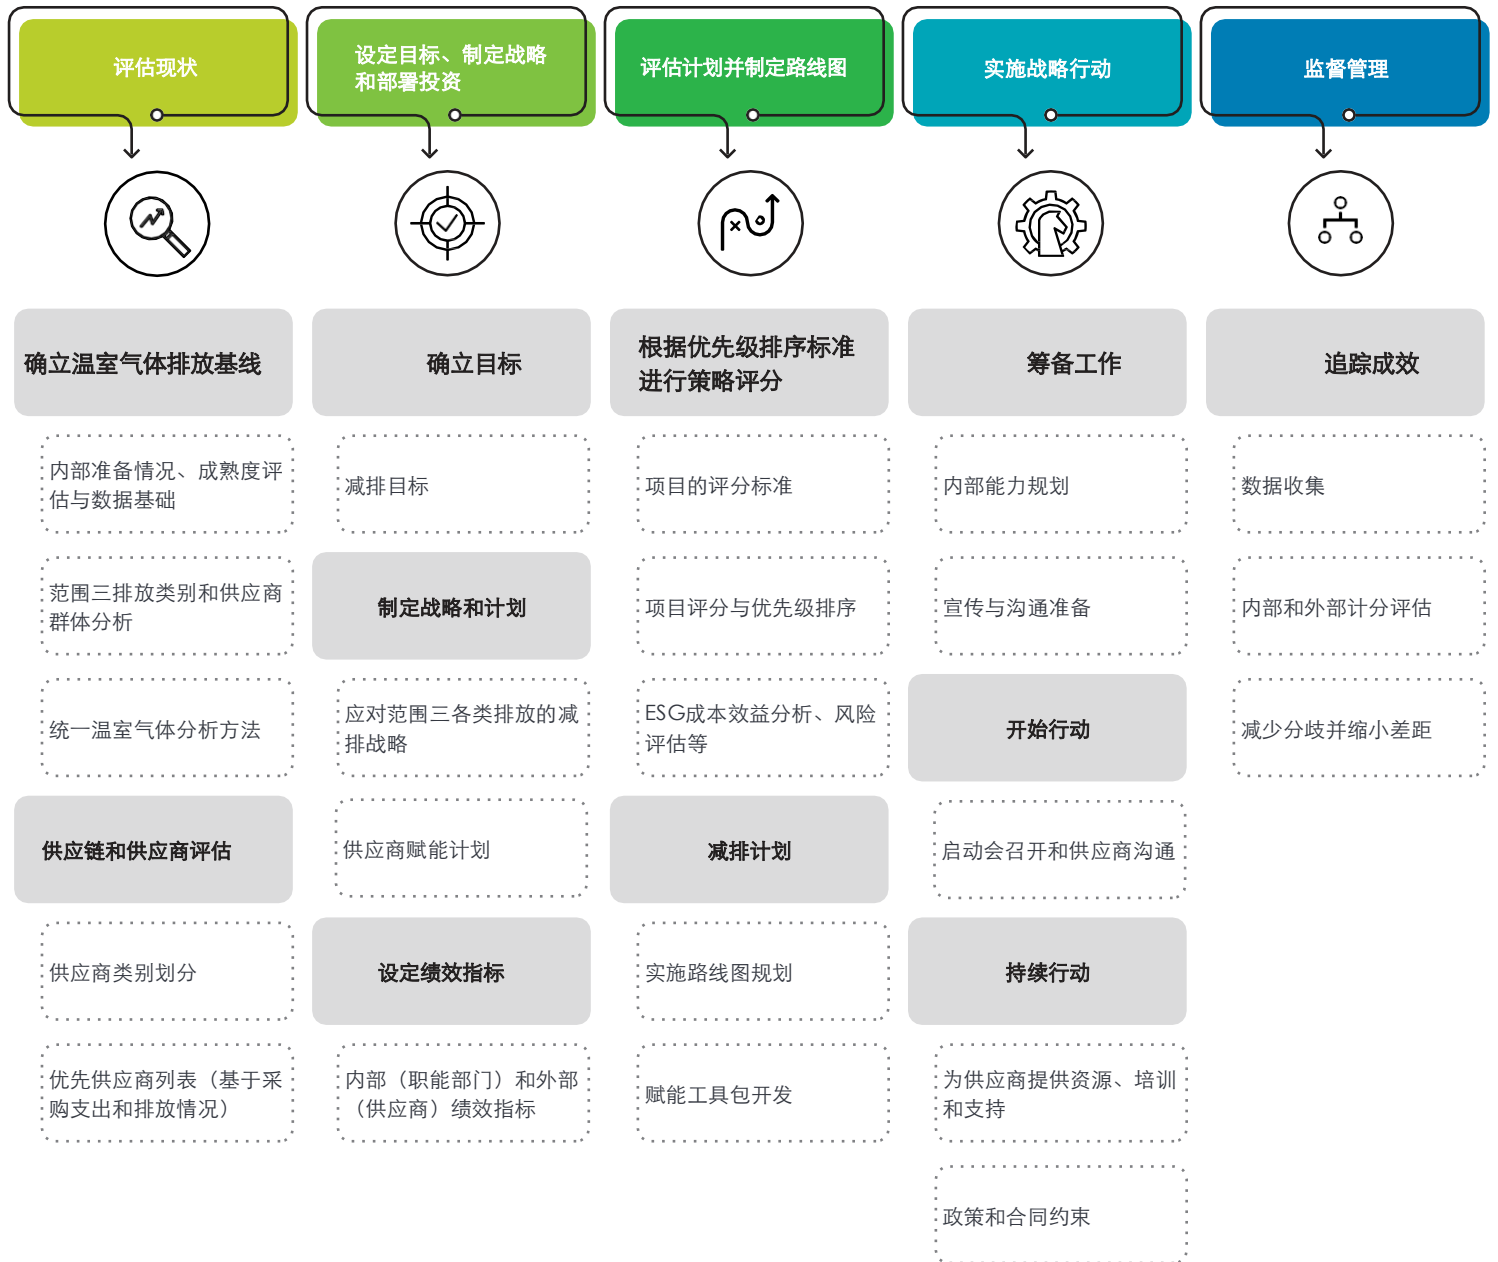 评估现状
设定目标、制定战略
和部署投资
评估计划并制定路线图
实施战略行动
监督管理
确立温室气体排放基线
内部准备情况、成熟度评
估与数据基础
范围三排放类别和供应商
群体分析
统一温室气体分析方法
供应链和供应商评估
供应商类别划分
优先供应商列表（基于采
购支出和排放情况）
确立目标
减排目标
制定战略和计划
应对范围三各类排放的减
排战略
供应商赋能计划
设定绩效指标
内部（职能部门）和外部
（供应商）绩效指标
根据优先级排序标准
进行策略评分
项目的评分标准
项目评分与优先级排序
ESG成本效益分析、风险
评估等
减排计划
实施路线图规划
赋能工具包开发
筹备工作
内部能力规划
宣传与沟通准备
开始行动
启动会召开和供应商沟通
持续行动
为供应商提供资源、培训
和支持
政策和合同约束
追踪成效
数据收集
内部和外部计分评估
减少分歧并缩小差距